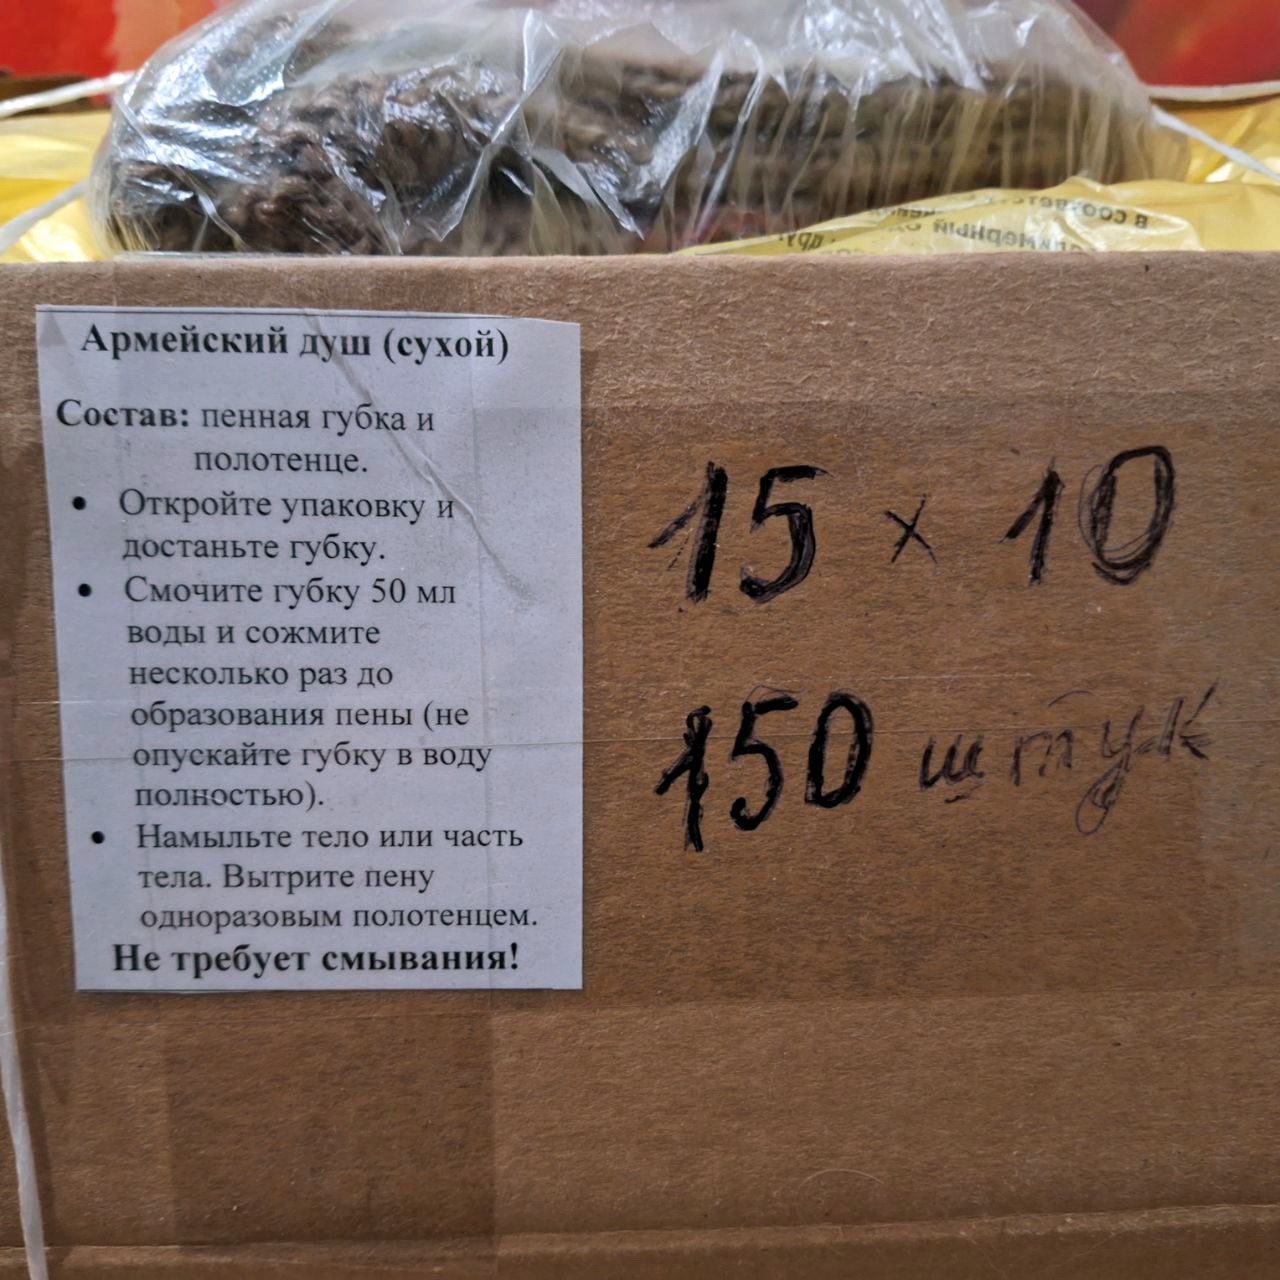 Армейский душ (сухой)
Состав: пенная губка и
полотенце.
• Откройте упаковку и
достаньте губку.
• Смочите губку 50 мл
воды и сожмите
несколько раз до
образования пены (не
опускайте губку в воду
полностью).
• Намыльте тело или часть
тела. Вытрите пену
одноразовым полотенцем.
Не требует смывания!
15 x 10
150 штук